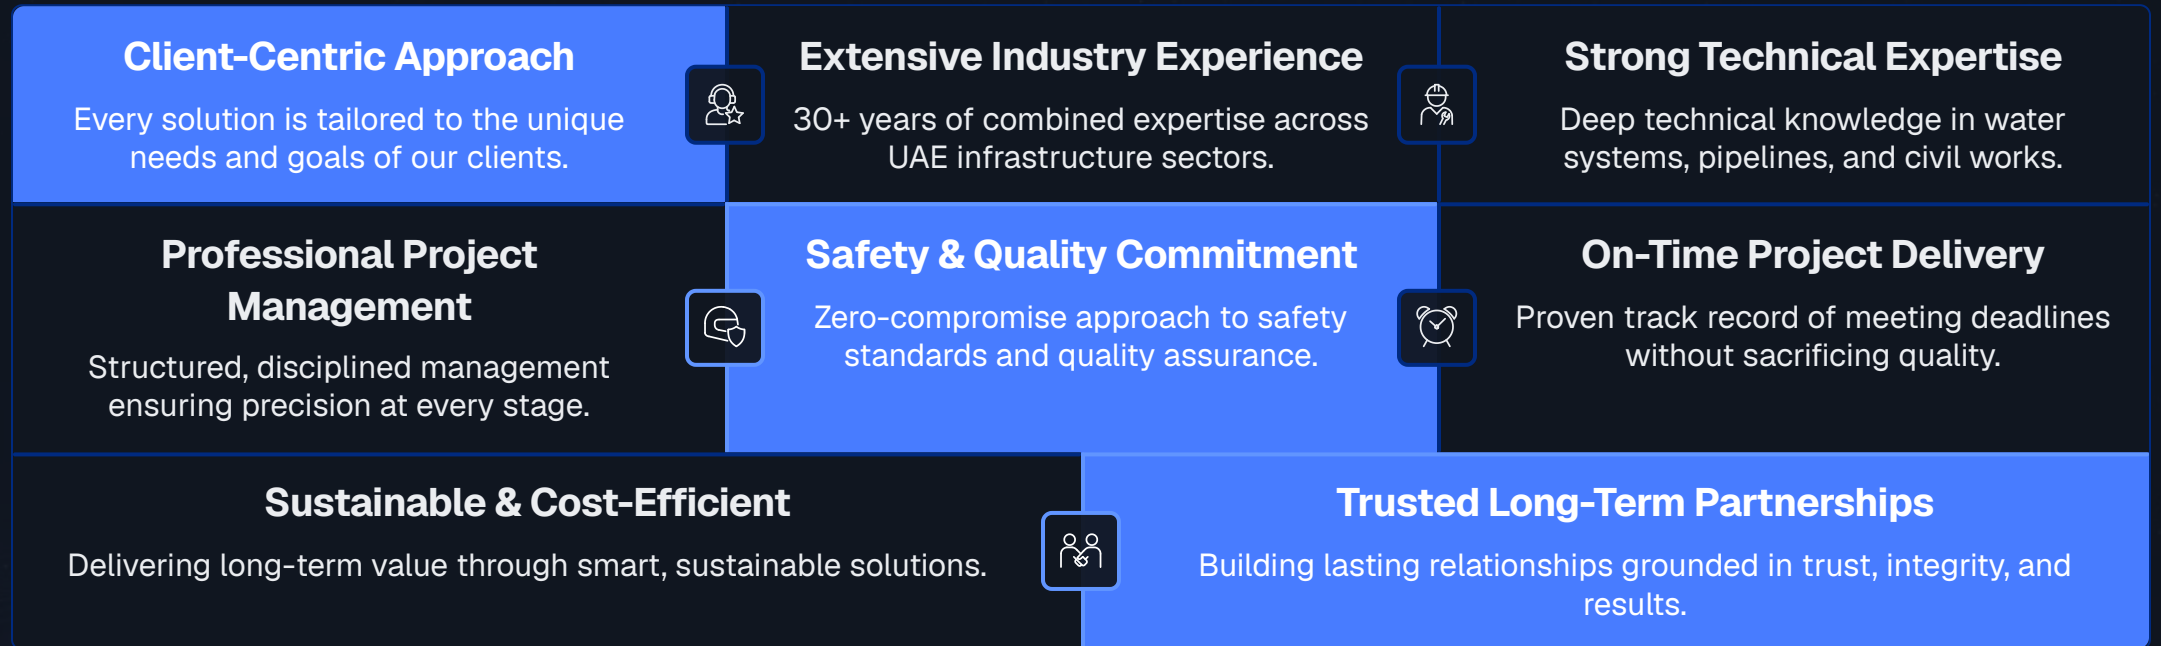 Client-Centric Approach
Every solution is tailored to the unique
needs and goals of our clients.
Extensive Industry Experience
30+ years of combined expertise across
UAE infrastructure sectors.
Strong Technical Expertise
Deep technical knowledge in water
systems, pipelines, and civil works.
Professional Project
Management
Structured, disciplined management
ensuring precision at every stage.
Safety & Quality Commitment
Zero-compromise approach to safety
standards and quality assurance.
On-Time Project Delivery
Proven track record of meeting deadlines
without sacrificing quality.
Sustainable & Cost-Efficient
Delivering long-term value through smart, sustainable solutions.
Trusted Long-Term Partnerships
Building lasting relationships grounded in trust, integrity, and
results.